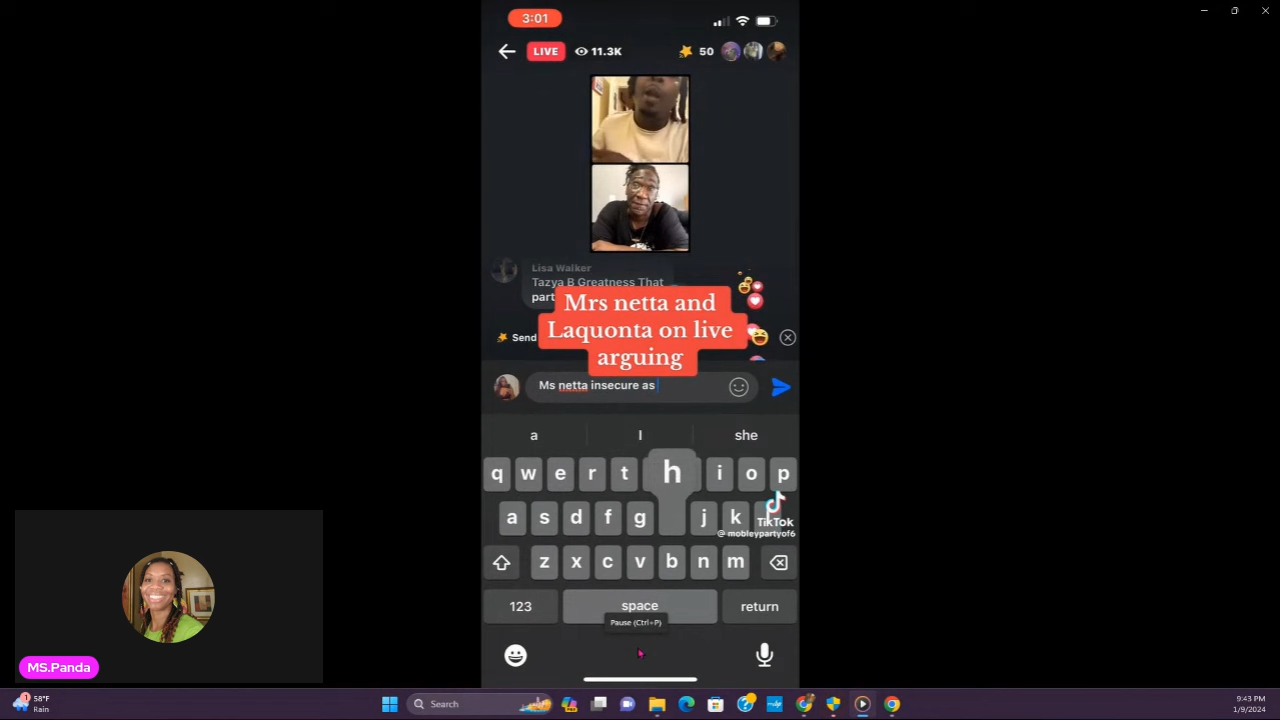 3:01
LIVE 11.3K 50
Lisa Walker
Tazya B Greatness That
part
Mrs netta and
Laquonta on live
arguing
Send
Ms netta insecure as
a I she
q w e r t h i o p
a s d f g j k
TikTok
@ mobleypartyof6
z x c v b n m
123 space return
Pause (Ctrl+P)
MS.Panda
1
58°F
Rain
Search
9:43 PM
1/9/2024